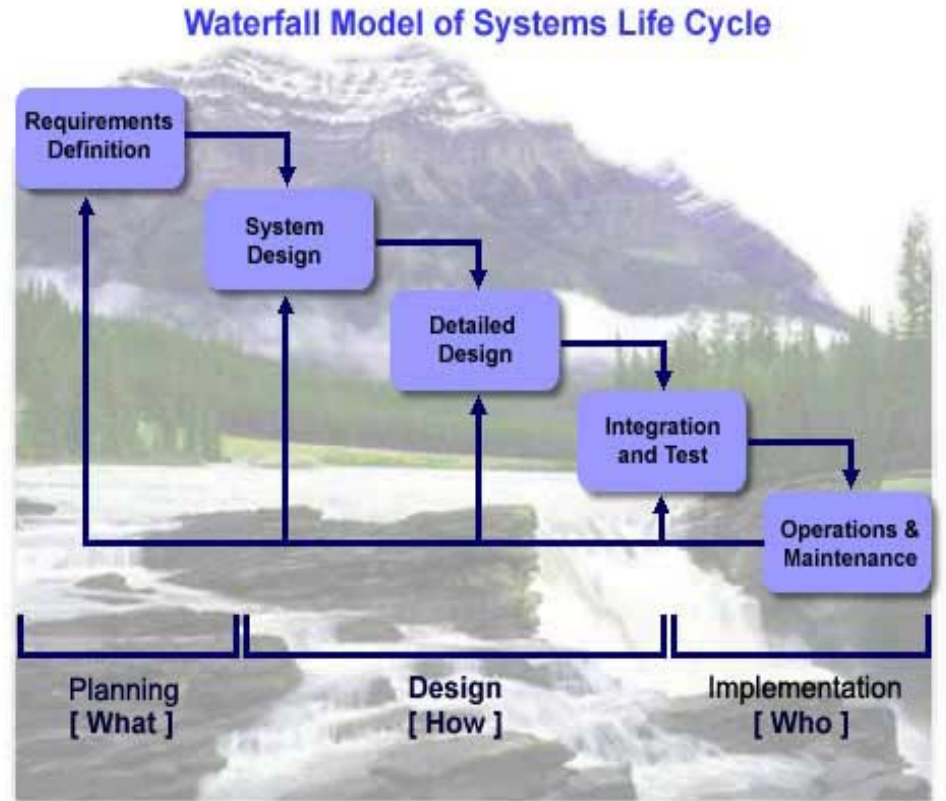 Waterfall Model of Systems Life Cycle
Requirements
Definition
System
Design
Detailed
Design
Integration
and Test
Operations &
Maintenance
Planning
[ What ]
Design
[ How ]
Implementation
[ Who ]